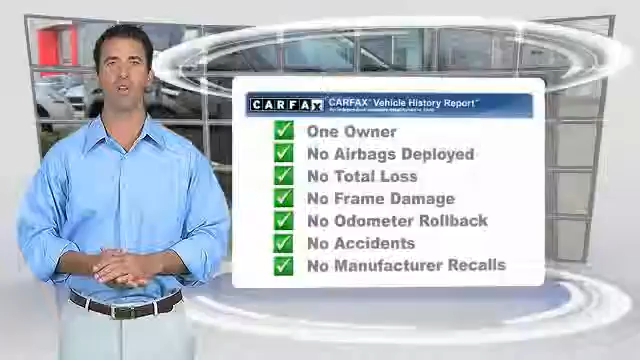 CARFAX CARFAX Vehicle History Report™
One Owner
No Airbags Deployed
No Total Loss
No Frame Damage
No Odometer Rollback
No Accidents
No Manufacturer Recalls